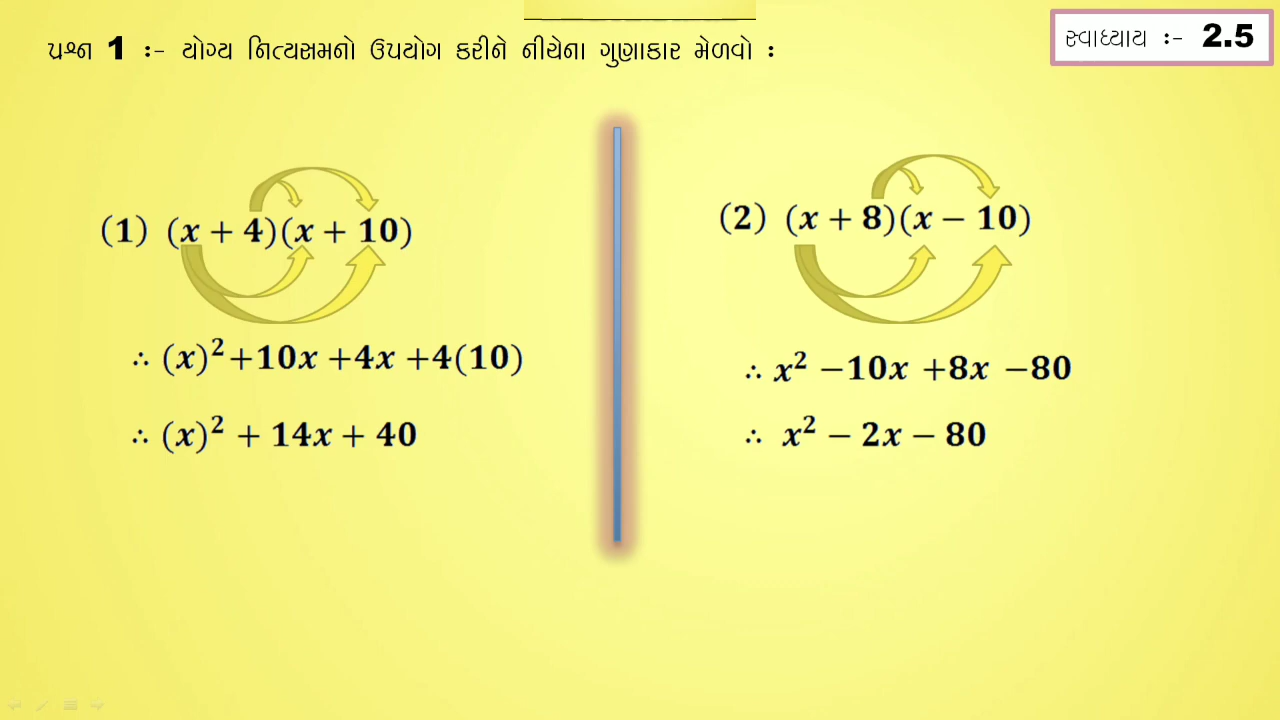 પ્રશ્ન 1 :- યોગ્ય નિત્યસમનો ઉપયોગ કરીને નીચેના ગુણાકાર મેળવો :
સ્વાધ્યાય :- 2.5
(1) (x + 4)(x + 10)
∴ (x)² +10x +4x +4(10)
∴ (x)² + 14x + 40
(2) (x + 8)(x − 10)
∴ x² −10x +8x −80
∴ x² − 2x − 80